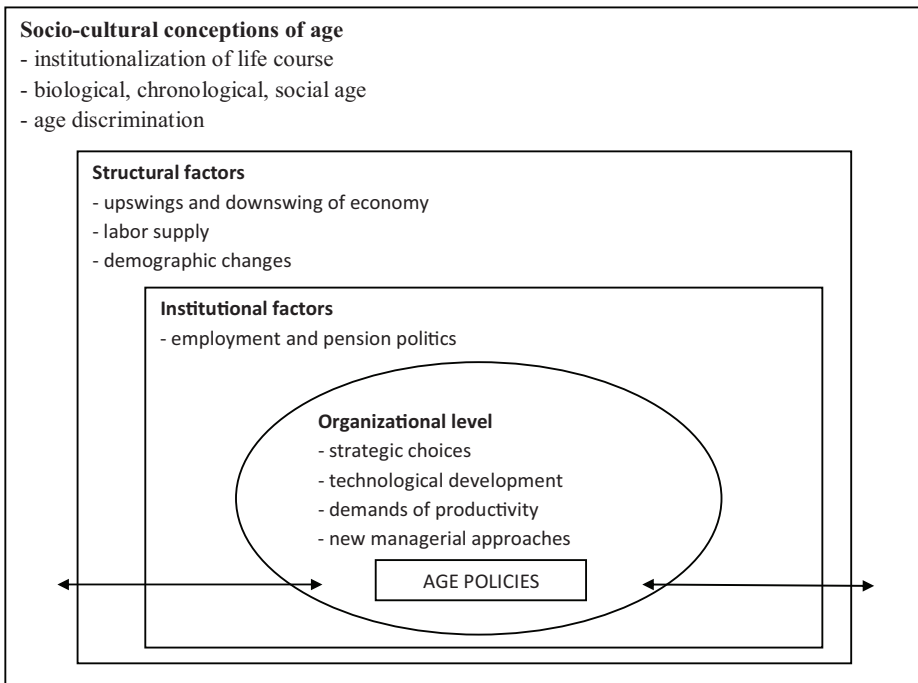 Socio-cultural conceptions of age
- institutionalization of life course
- biological, chronological, social age
- age discrimination
Structural factors
- upswings and downswing of economy
- labor supply
- demographic changes
Institutional factors
- employment and pension politics
Organizational level
- strategic choices
- technological development
- demands of productivity
- new managerial approaches
AGE POLICIES